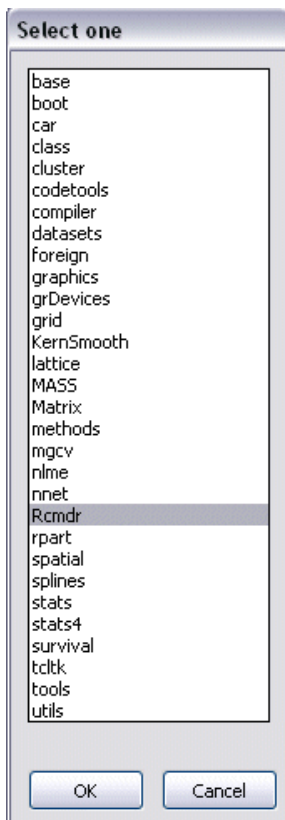 Select one
base
boot
car
class
cluster
codetools
compiler
datasets
foreign
graphics
grDevices
grid
KernSmooth
lattice
MASS
Matrix
methods
mgcv
nlme
nnet
Rcmdr
rpart
spatial
splines
stats
stats4
survival
tcltk
tools
utils
OK Cancel